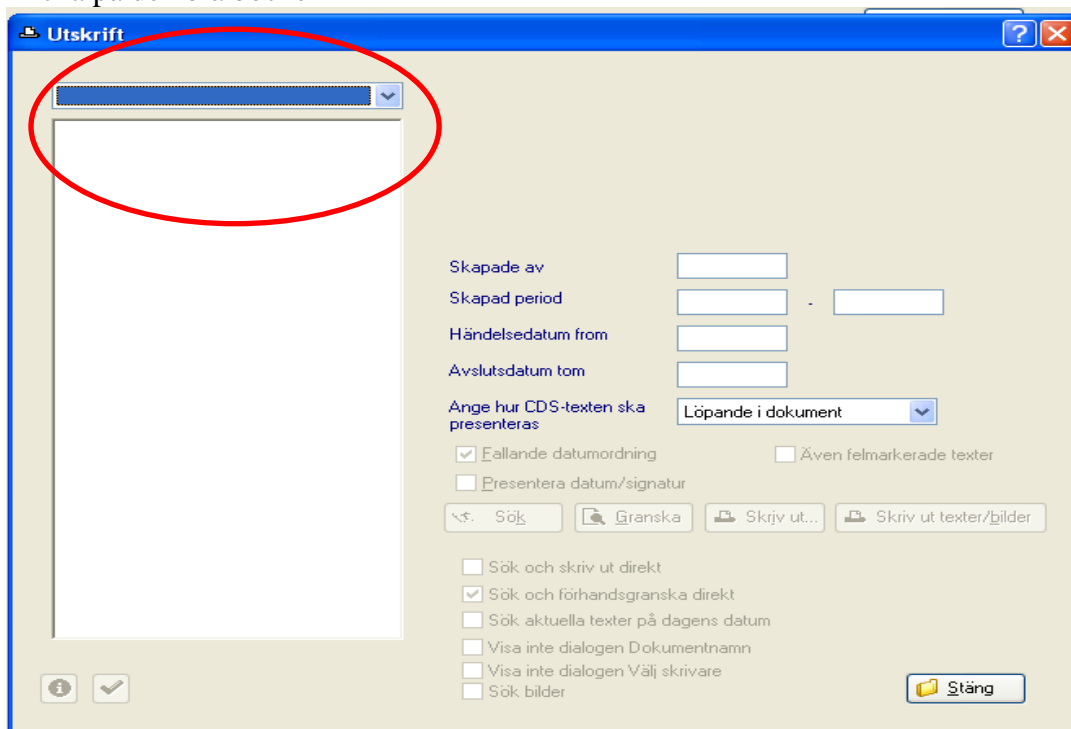 Utskrift
Skapade av
Skapad period -
Händelsedatum from
Avslutsdatum tom
Ange hur CDS-texten ska
presenteras
Löpande i dokument
Fallande datumordning Även felmarkerade texter
Presentera datum/signatur
Sök Granska Skriv ut... Skriv ut texter/bilder
Sök och skriv ut direkt
Sök och förhandsgranska direkt
Sök aktuella texter på dagens datum
Visa inte dialogen Dokumentnamn
Visa inte dialogen Välj skrivare
Sök bilder
Stäng